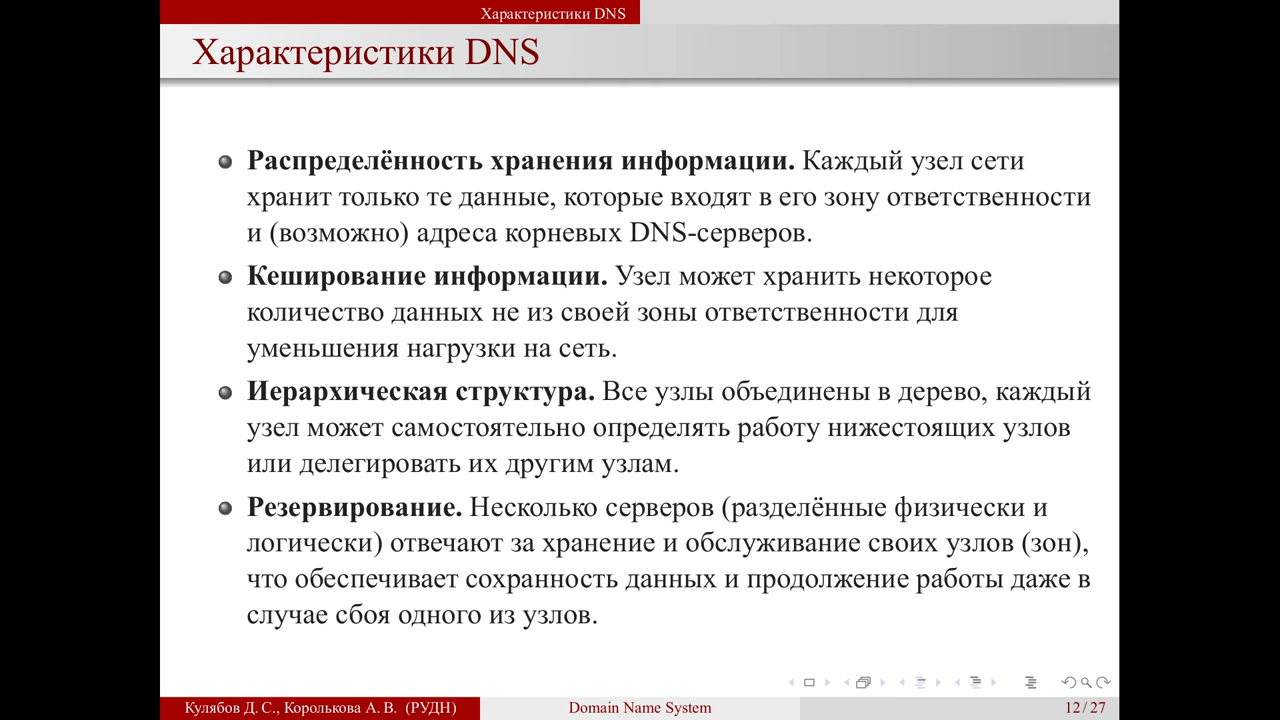 Характеристики DNS
Характеристики DNS
Распределённость хранения информации. Каждый узел сети
хранит только те данные, которые входят в его зону ответственности
и (возможно) адреса корневых DNS-серверов.
Кеширование информации. Узел может хранить некоторое
количество данных не из своей зоны ответственности для
уменьшения нагрузки на сеть.
Иерархическая структура. Все узлы объединены в дерево, каждый
узел может самостоятельно определять работу нижестоящих узлов
или делегировать их другим узлам.
Резервирование. Несколько серверов (разделённые физически и
логически) отвечают за хранение и обслуживание своих узлов (зон),
что обеспечивает сохранность данных и продолжение работы даже в
случае сбоя одного из узлов.
Кулябов Д. С., Королькова А. В. (РУДН) Domain Name System 12 / 27